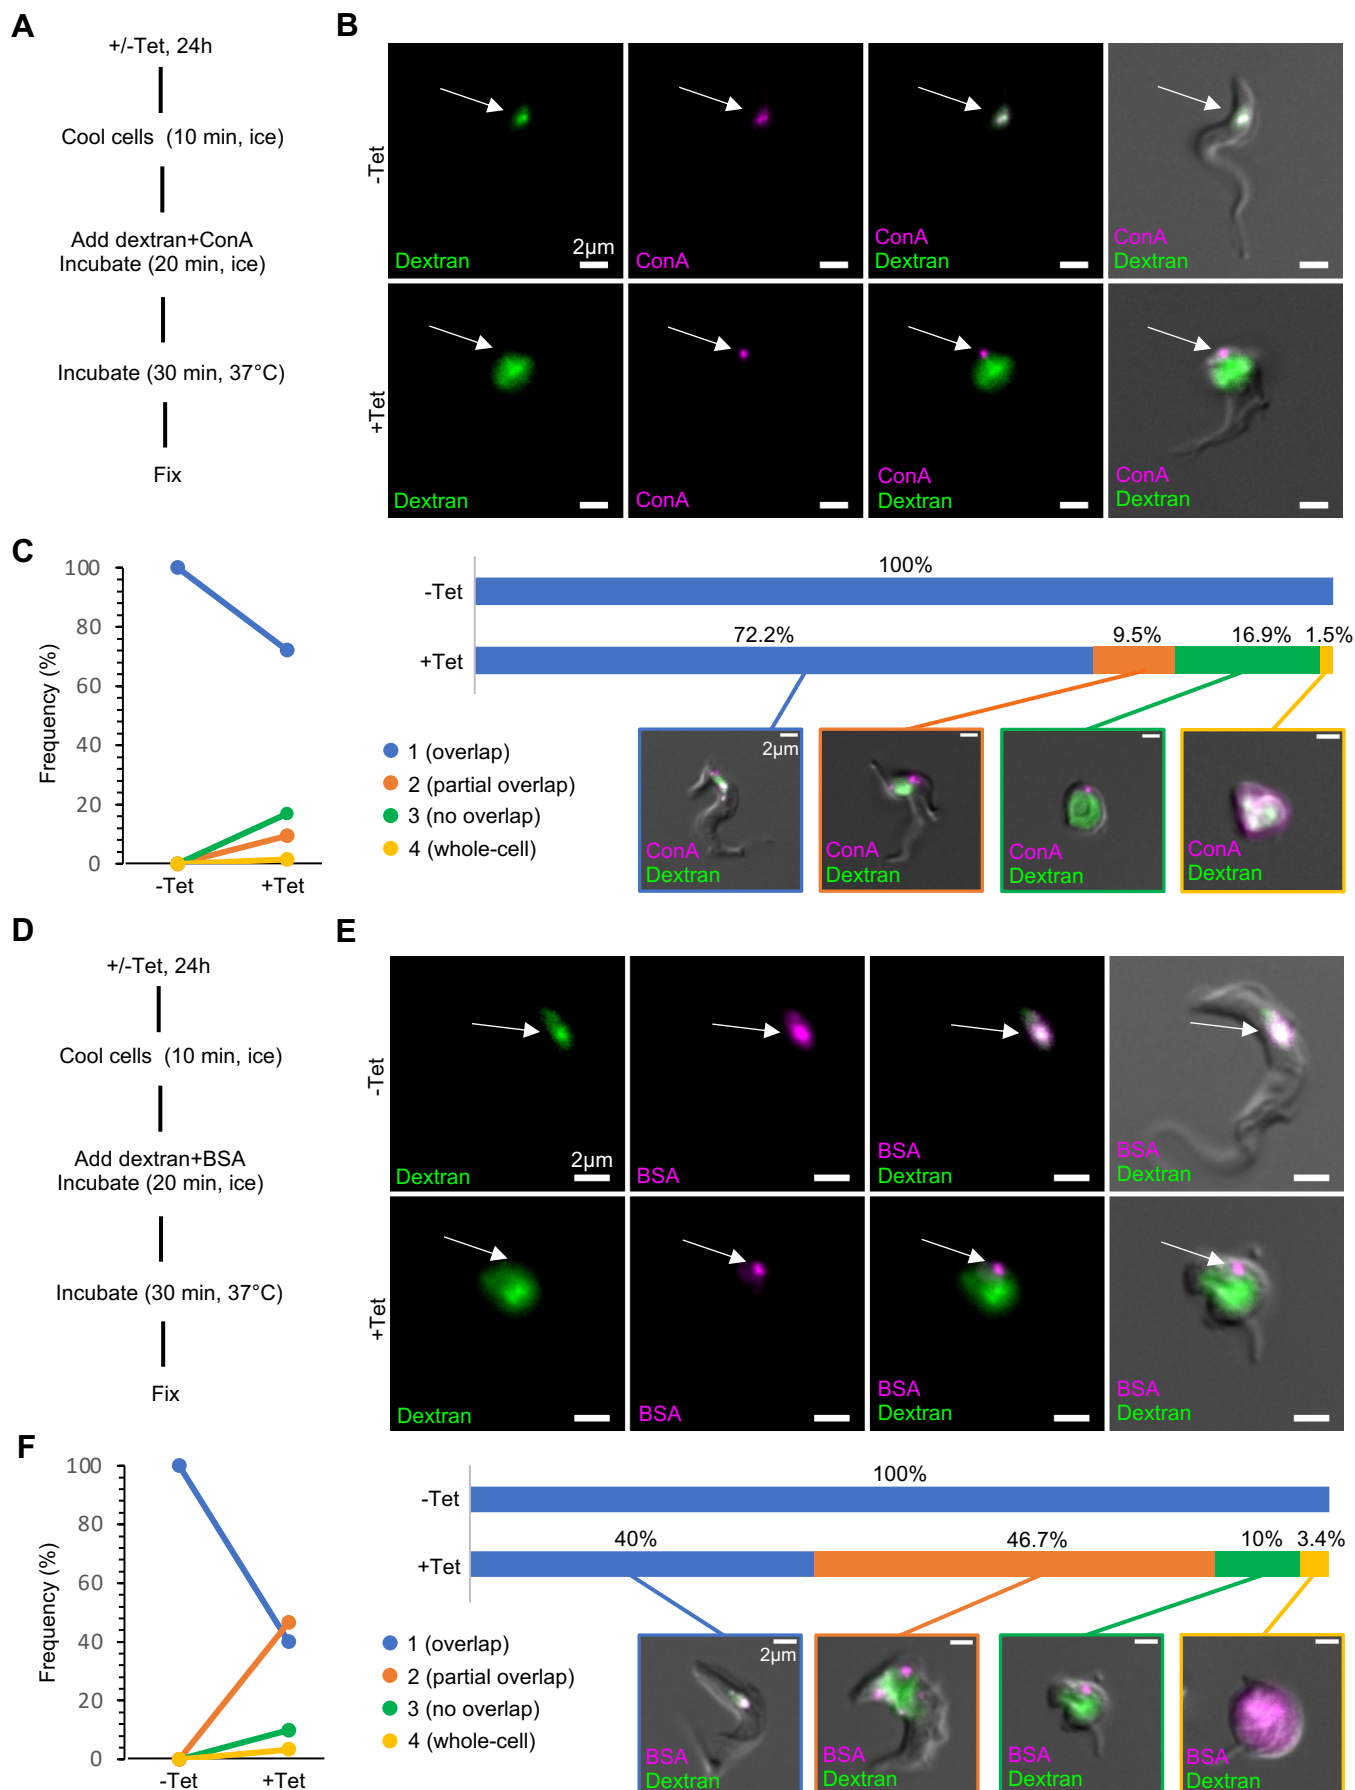 A
+/-Tet, 24h
Cool cells (10 min, ice)
Add dextran+ConA
Incubate (20 min, ice)
Incubate (30 min, 37°C)
Fix
B
-Tet
Dextran
2µm
ConA
ConA
Dextran
ConA
Dextran
+Tet
Dextran
ConA
ConA
Dextran
ConA
Dextran
C
Frequency (%)
100
80
60
40
20
0
-Tet
+Tet
1 (overlap)
2 (partial overlap)
3 (no overlap)
4 (whole-cell)
100%
-Tet
72.2%
9.5%
16.9%
1.5%
+Tet
2µm
ConA
Dextran
ConA
Dextran
ConA
Dextran
ConA
Dextran
D
+/-Tet, 24h
Cool cells (10 min, ice)
Add dextran+BSA
Incubate (20 min, ice)
Incubate (30 min, 37°C)
Fix
E
-Tet
Dextran
2µm
BSA
BSA
Dextran
BSA
Dextran
+Tet
Dextran
BSA
BSA
Dextran
BSA
Dextran
F
Frequency (%)
100
80
60
40
20
0
-Tet
+Tet
1 (overlap)
2 (partial overlap)
3 (no overlap)
4 (whole-cell)
100%
-Tet
40%
46.7%
10%
3.4%
+Tet
2µm
BSA
Dextran
BSA
Dextran
BSA
Dextran
BSA
Dextran